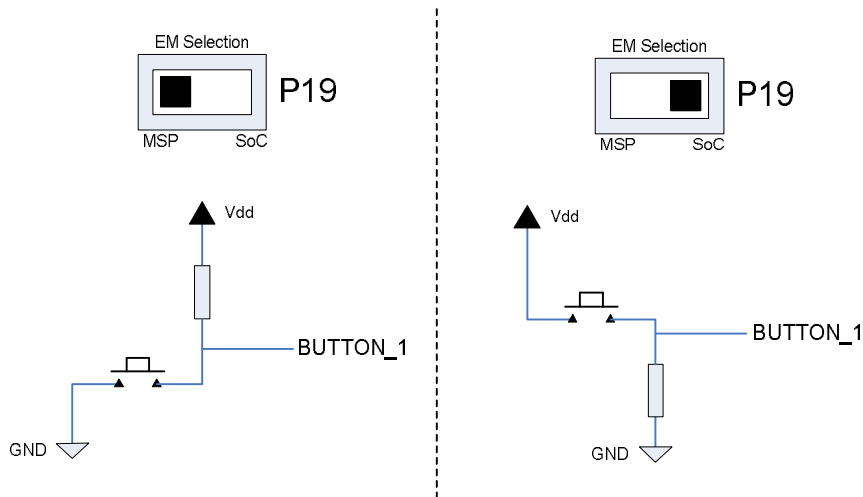 EM Selection
P19
MSP SoC
Vdd
BUTTON_1
GND
EM Selection
P19
MSP SoC
Vdd
BUTTON_1
GND